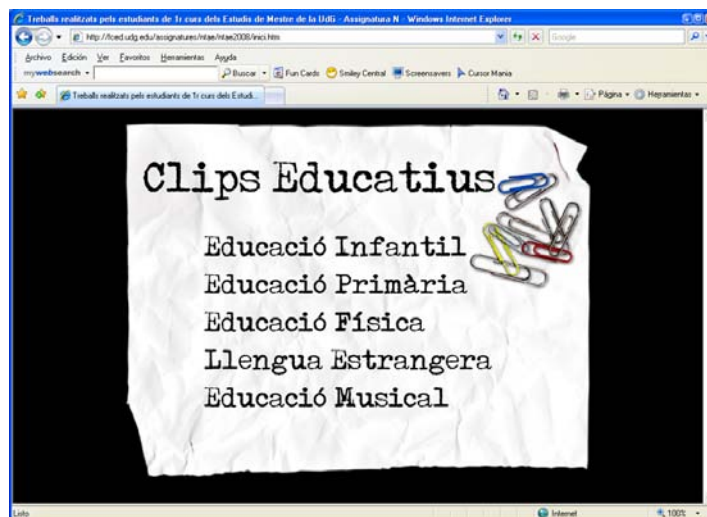 Treballs realitzats pels estudiants de 1r curs dels Estudis de Mestre de la UdG - Assignatura N - Windows Internet Explorer
http://fced.udg.edu/assignatures/ntae/ntae2008/inici.htm
Google
Archivo Edición Ver Favoritos Herramientas Ayuda
mywebsearch Buscar Fun Cards Smiley Central Screensavers Cursor Mania
Treballs realitzats pels estudiants de 1r curs dels Estudi... Página Herramientas
Clips Educatius
Educació Infantil
Educació Primària
Educació Física
Llengua Estrangera
Educació Musical
Listo Internet 100%